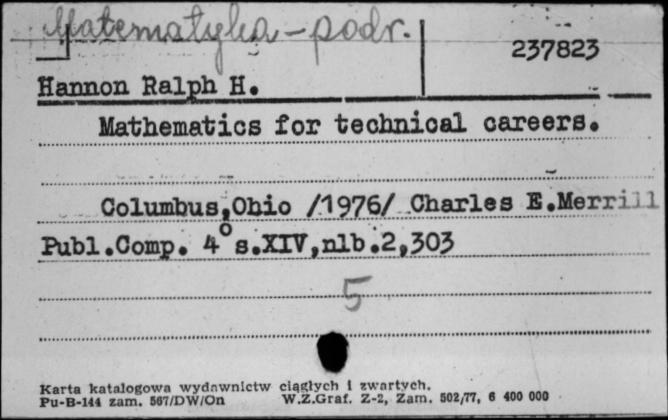 Matematyka - podr.
237823
Hannon Ralph H.
Mathematics for technical careers.
Columbus,Ohio /1976/ Charles E.Merrill
Publ.Comp. 4° s.XIV,nlb.2,303
5
Karta katalogowa wydawnictw ciągłych i zwartych.
Pu-B-144 zam. 567/DW/On W.Z.Graf. Z-2, Zam. 502/77, 6 400 000